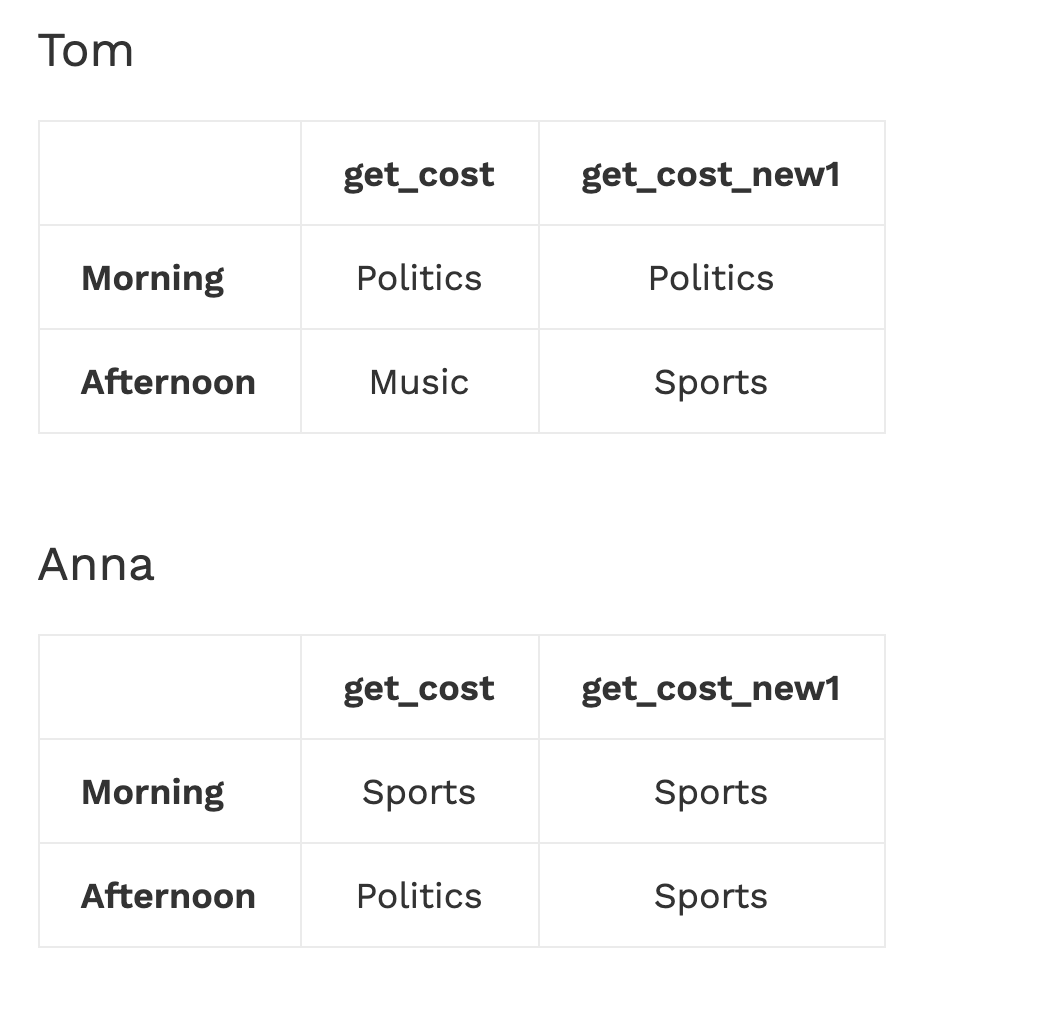 Tom
get_cost get_cost_new1
Morning Politics Politics
Afternoon Music Sports
Anna
get_cost get_cost_new1
Morning Sports Sports
Afternoon Politics Sports